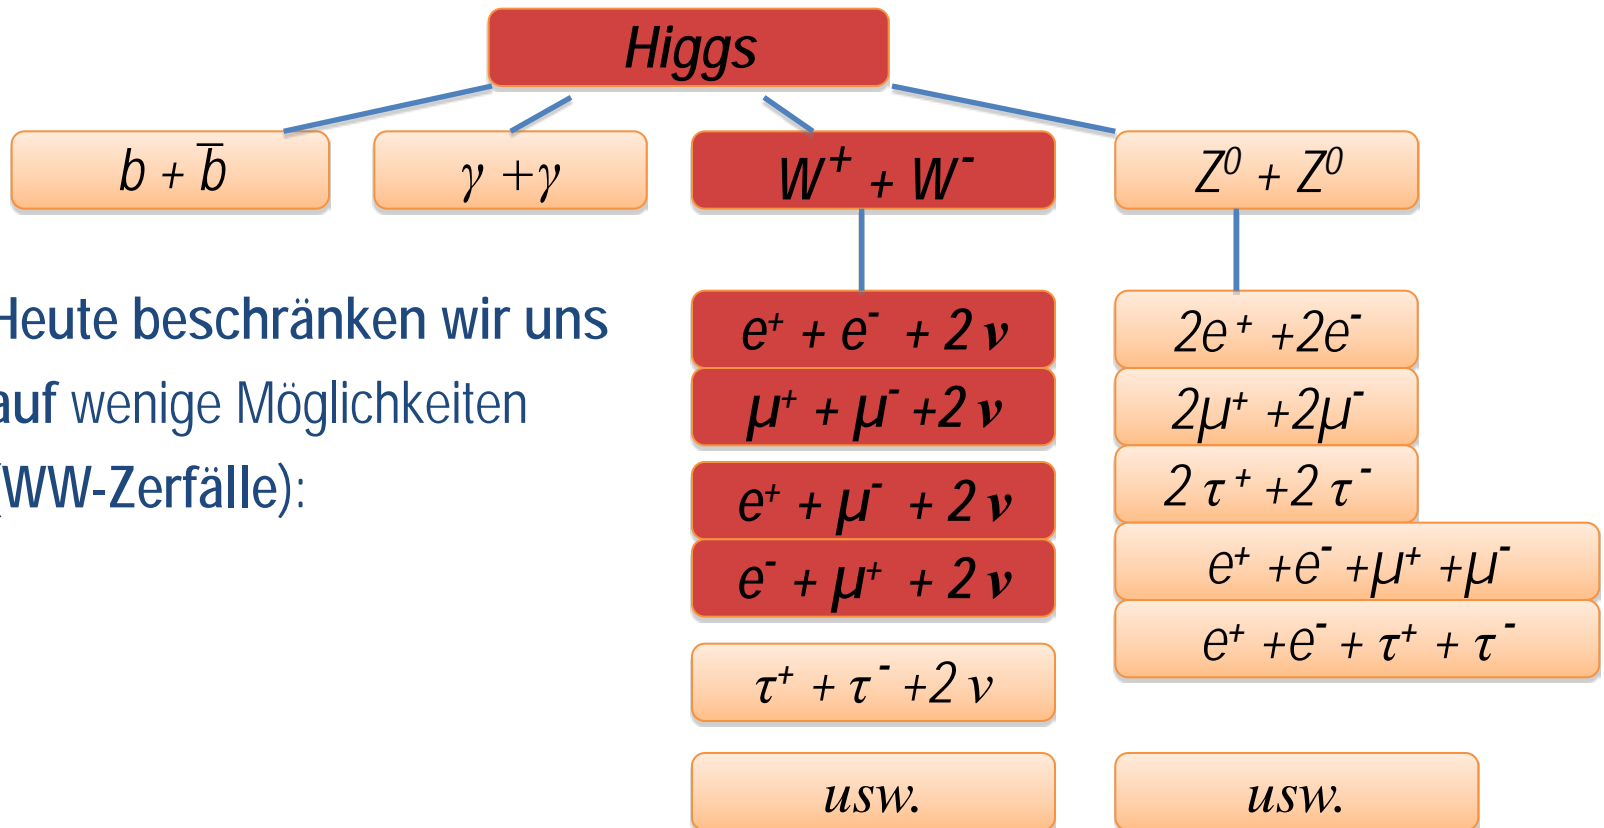 Higgs
b + b̅
γ +γ
W⁺ + W⁻
Z⁰ + Z⁰
Heute beschränken wir uns
auf wenige Möglichkeiten
(WW-Zerfälle):
e⁺ + e⁻ + 2 ν
μ⁺ + μ⁻ +2 ν
e⁺ + μ⁻ + 2 ν
e⁻ + μ⁺ + 2 ν
τ⁺ + τ⁻ +2 ν
usw.
2e⁺ +2e⁻
2μ⁺ +2μ⁻
2 τ⁺ +2 τ⁻
e⁺ +e⁻ +μ⁺ +μ⁻
e⁺ +e⁻ + τ⁺ + τ⁻
usw.